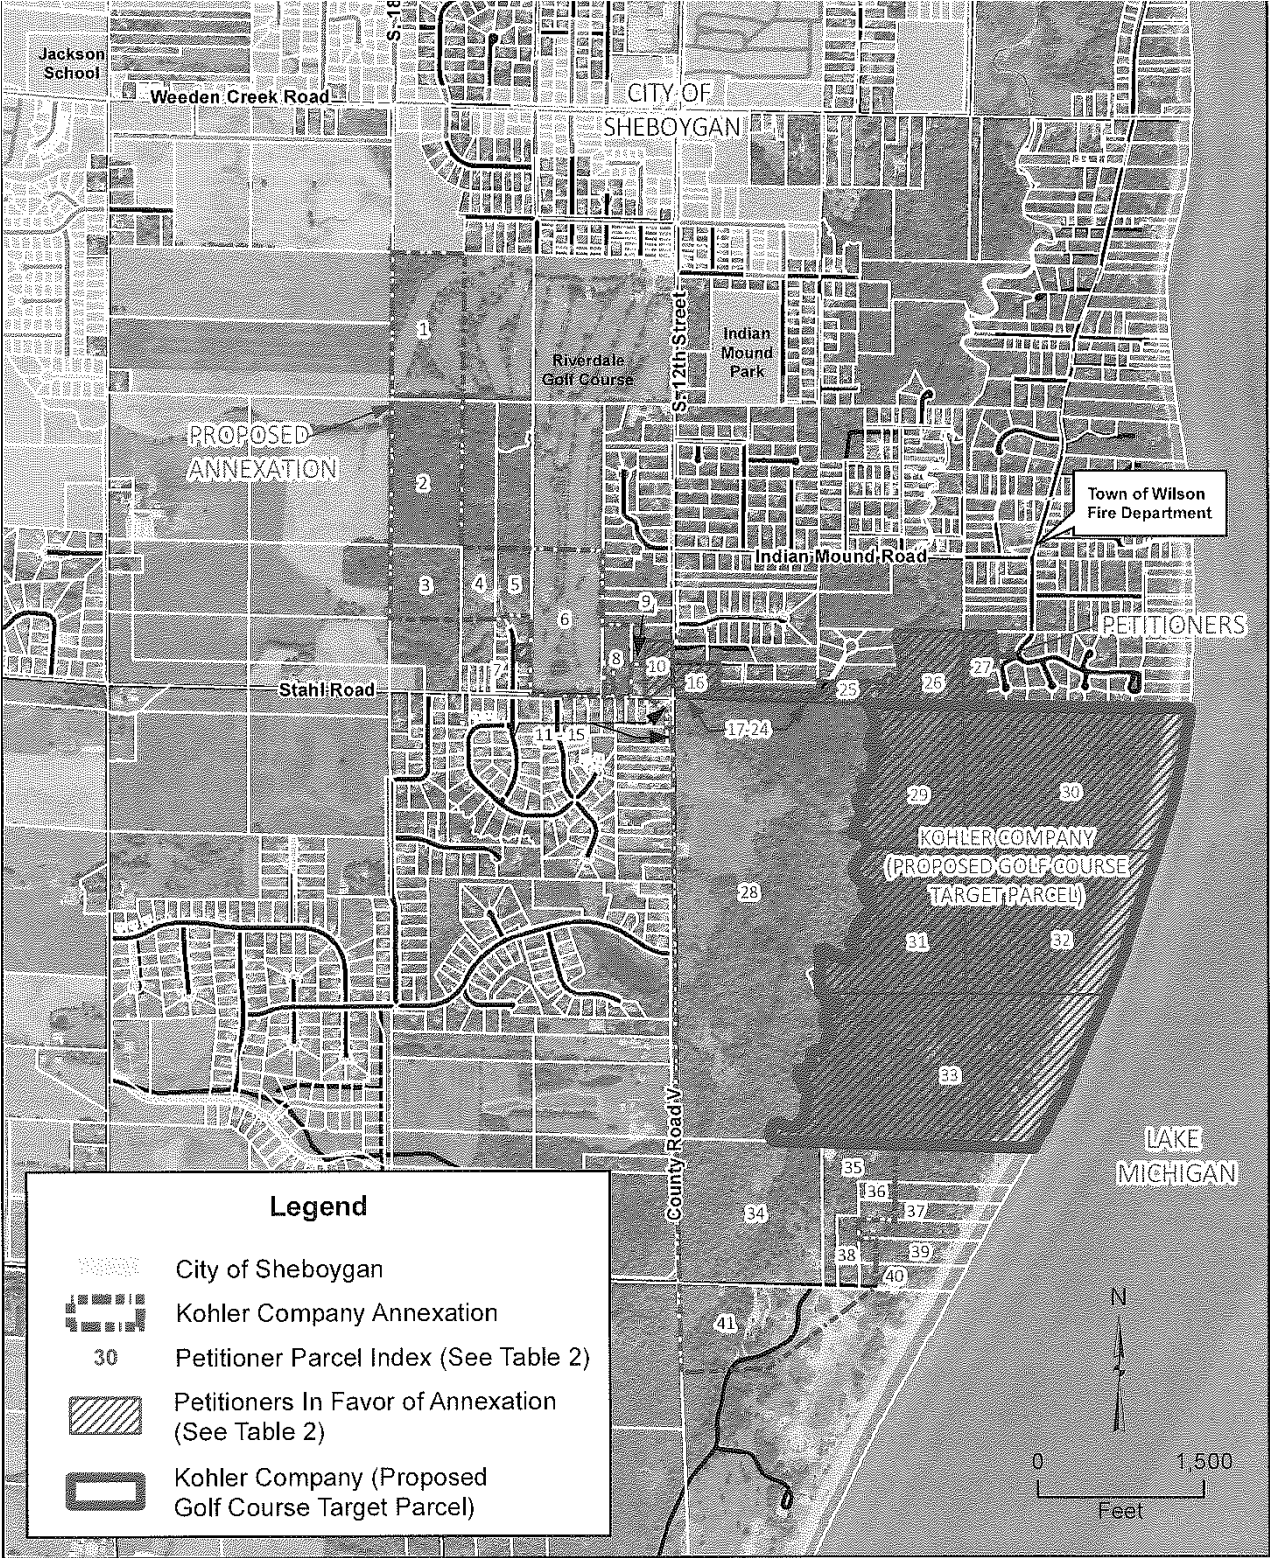 S. 18
Jackson
School
Weeden Creek Road
CITY OF
SHEBOYGAN
1
Riverdale
Golf Course
S. 12th Street
Indian
Mound
Park
PROPOSED
ANNEXATION
2
Town of Wilson
Fire Department
Indian Mound Road
3
4
5
6
9
PETITIONERS
7
8
10
16
25
26
27
Stahl Road
11 - 15
17-24
29
30
KOHLER COMPANY
(PROPOSED GOLF COURSE
TARGET PARCEL)
28
31
32
33
County Road V
LAKE
MICHIGAN
35
36
34
37
38
39
40
41
Legend
City of Sheboygan
Kohler Company Annexation
30 Petitioner Parcel Index (See Table 2)
Petitioners In Favor of Annexation
(See Table 2)
Kohler Company (Proposed
Golf Course Target Parcel)
N
0 1,500
Feet